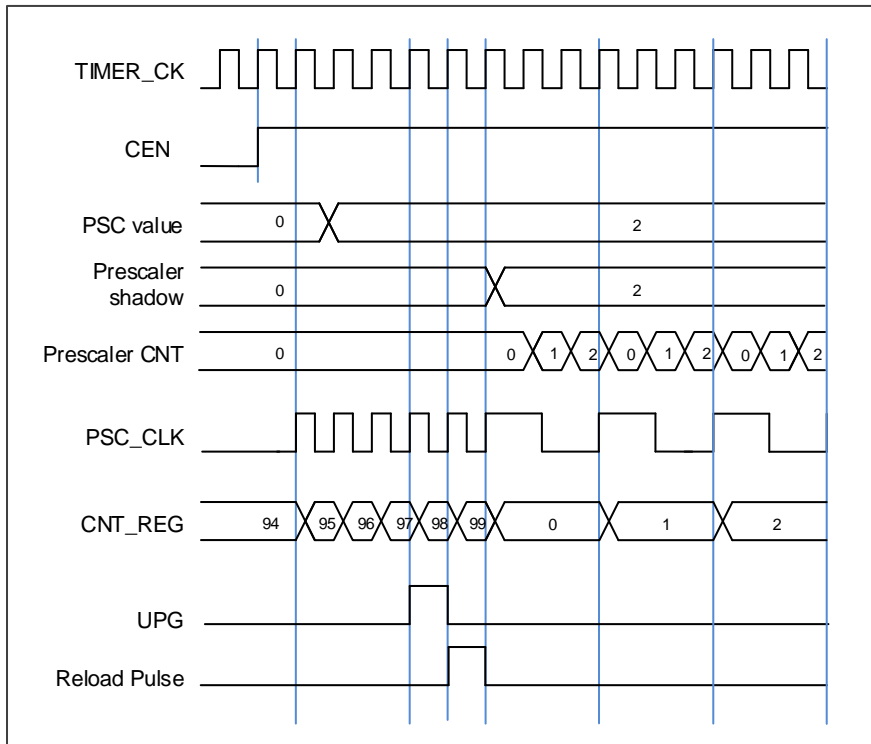 TIMER_CK
CEN
PSC value 0 2
Prescaler
shadow 0 2
Prescaler CNT 0 0 1 2 0 1 2 0 1 2
PSC_CLK
CNT_REG 94 95 96 97 98 99 0 1 2
UPG
Reload Pulse